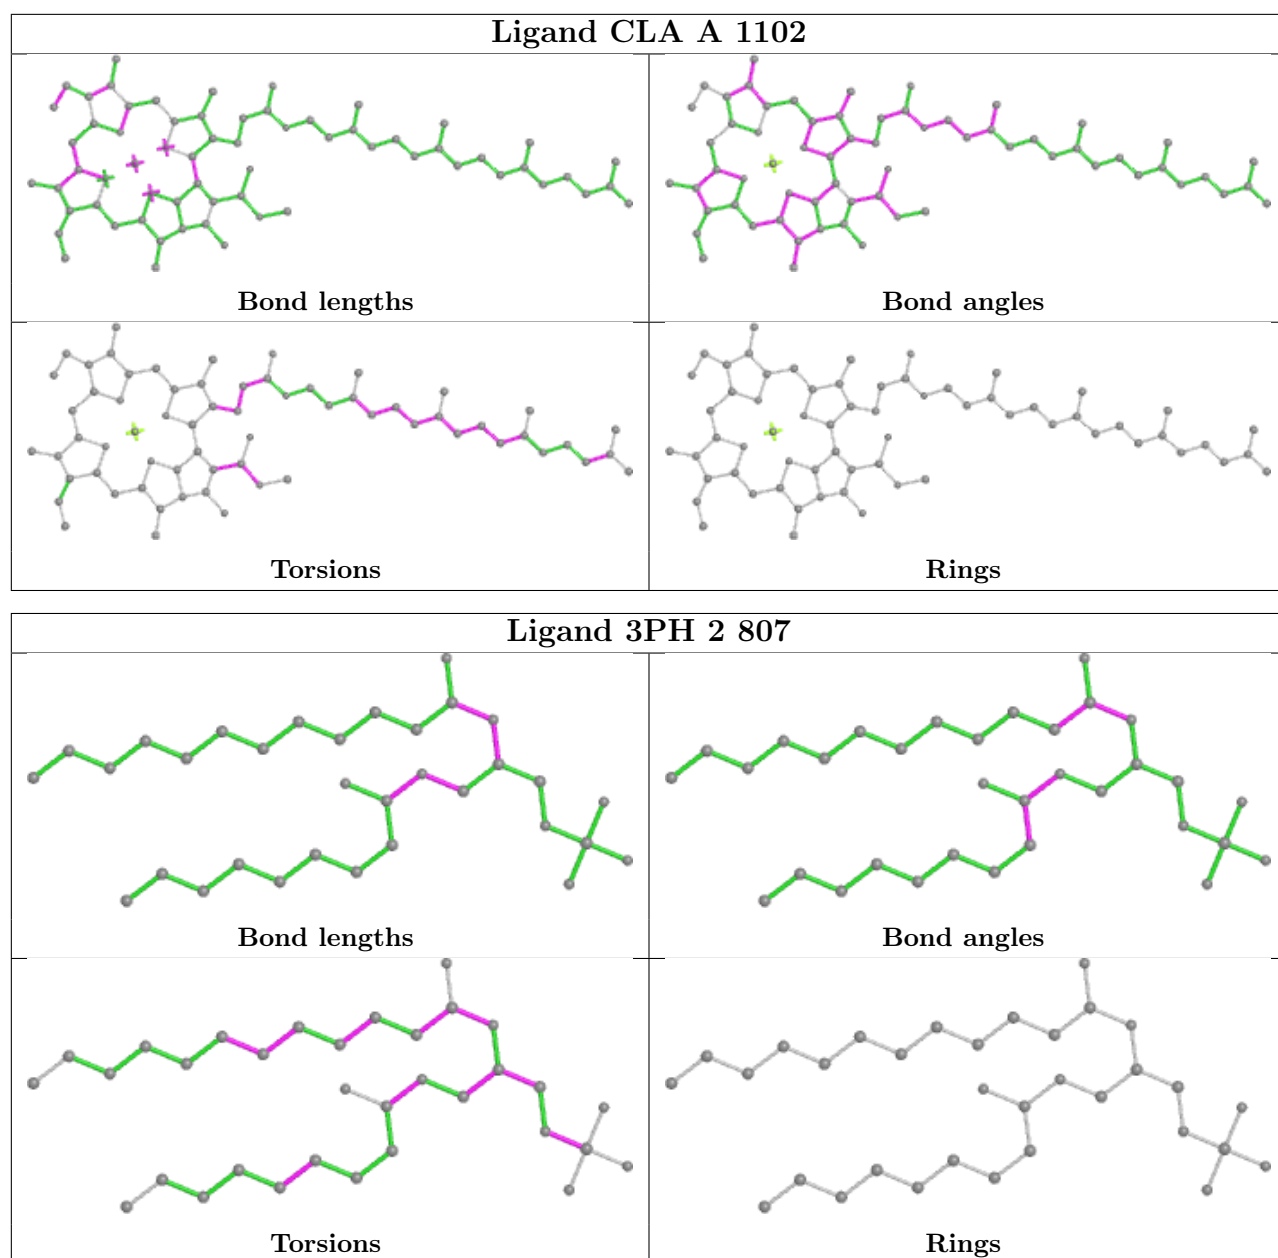 Ligand CLA A 1102
Bond lengths
Bond angles
Torsions
Rings
Ligand 3PH 2 807
Bond lengths
Bond angles
Torsions
Rings